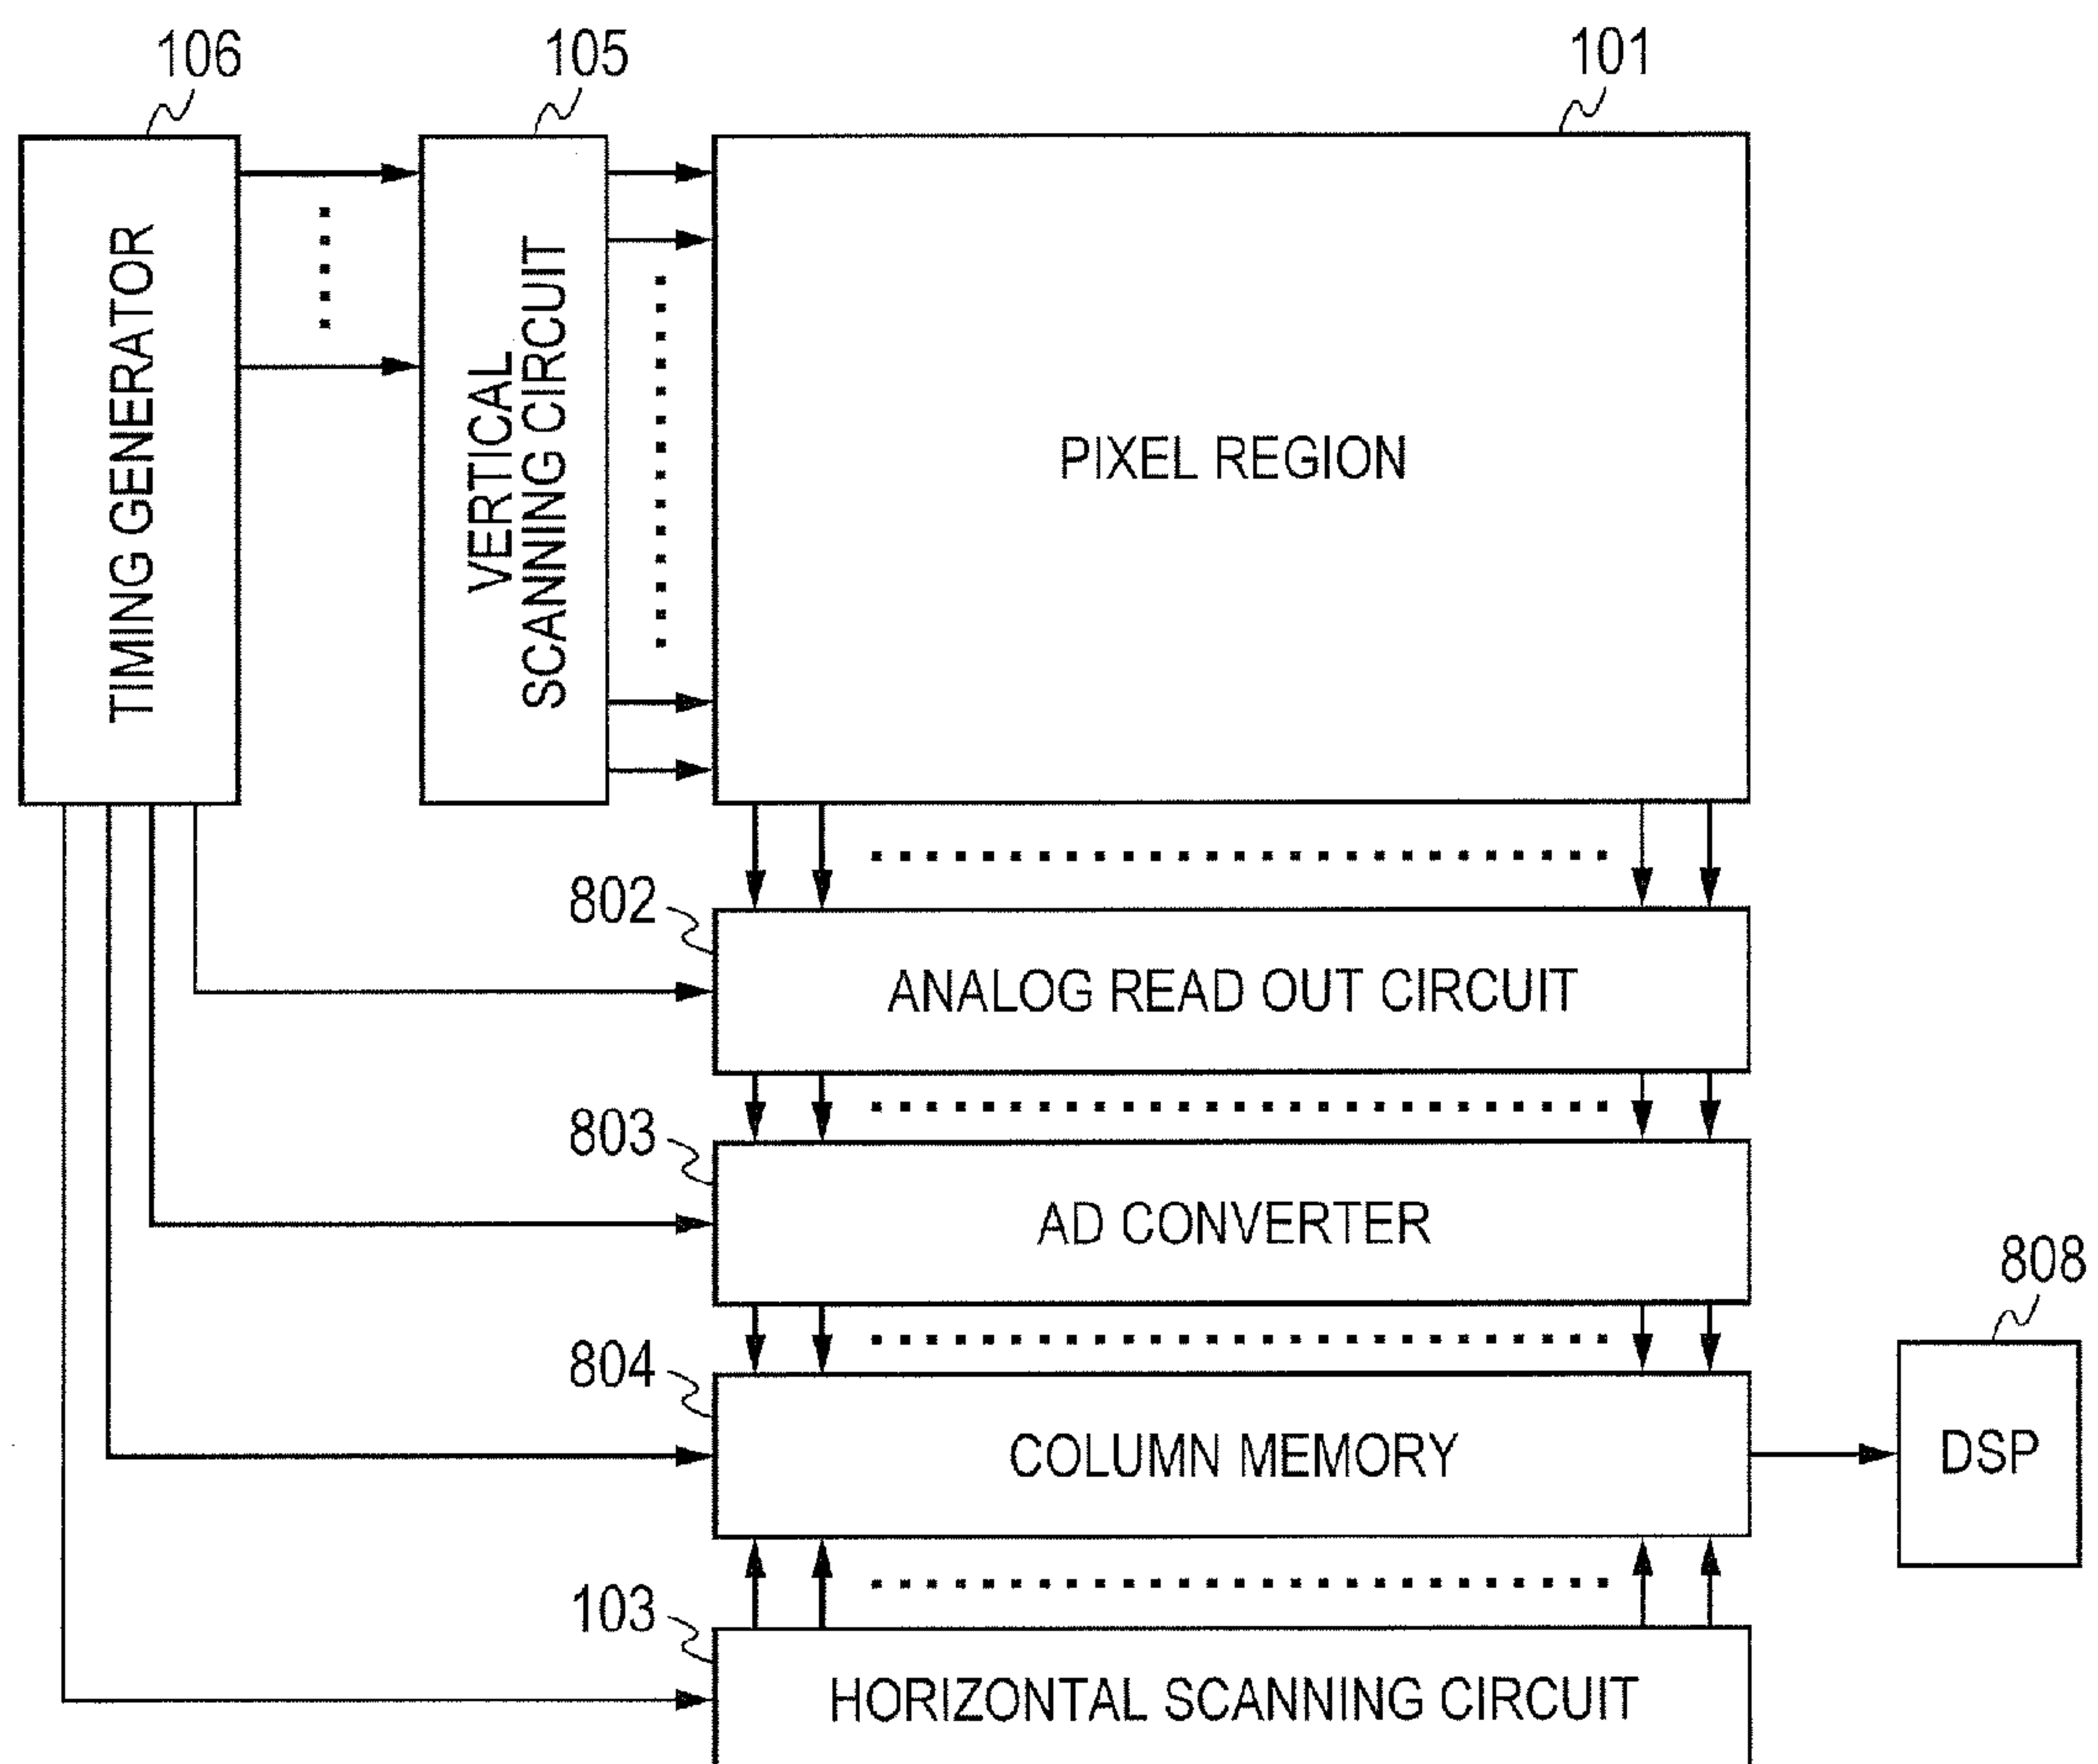 106
105
101
TIMING GENERATOR
VERTICAL
SCANNING CIRCUIT
PIXEL REGION
802
ANALOG READ OUT CIRCUIT
803
AD CONVERTER
808
804
COLUMN MEMORY
DSP
103
HORIZONTAL SCANNING CIRCUIT